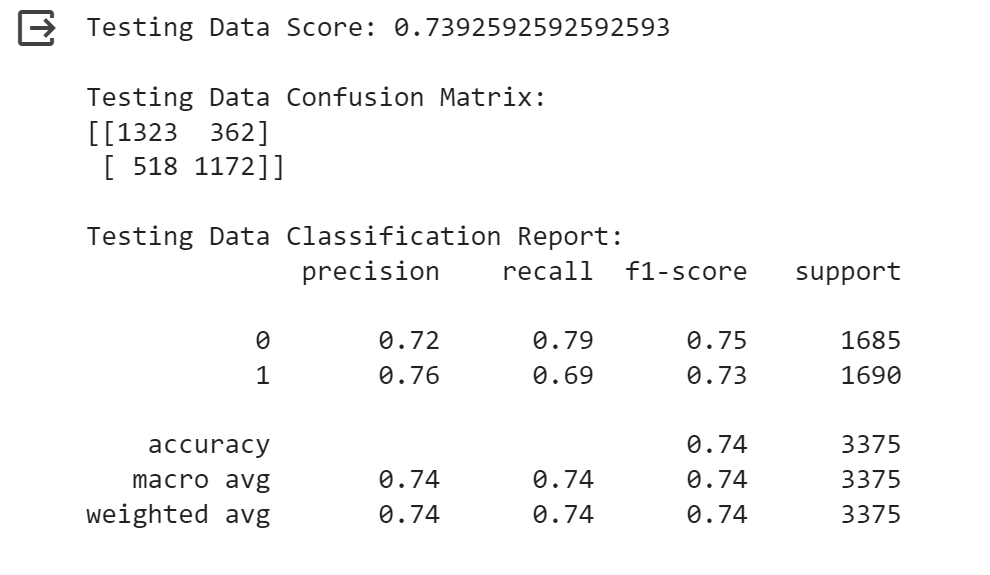 Testing Data Score: 0.7392592592592593
Testing Data Confusion Matrix:
[[1323  362]
 [ 518 1172]]
Testing Data Classification Report:
              precision    recall  f1-score   support
           0       0.72      0.79      0.75      1685
           1       0.76      0.69      0.73      1690
    accuracy                           0.74      3375
   macro avg       0.74      0.74      0.74      3375
weighted avg       0.74      0.74      0.74      3375